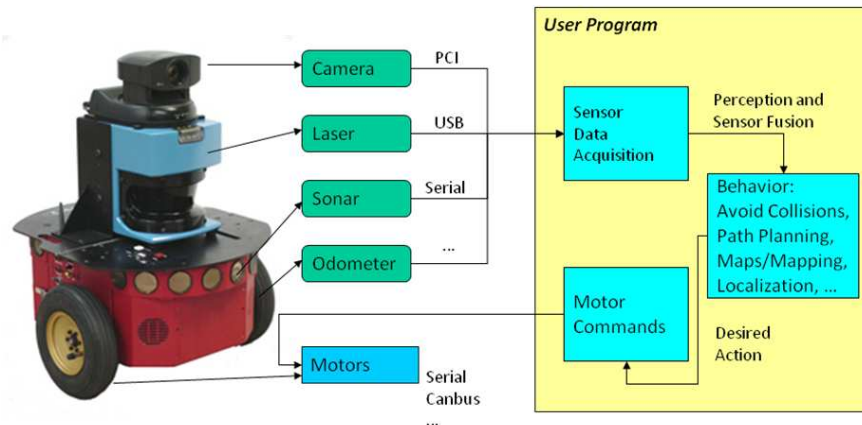 User Program
Camera
PCI
Laser
USB
Sonar
Serial
Odometer
...
Motors
Serial
Canbus
...
Sensor
Data
Acquisition
Perception and
Sensor Fusion
Behavior:
Avoid Collisions,
Path Planning,
Maps/Mapping,
Localization, ...
Desired
Action
Motor
Commands